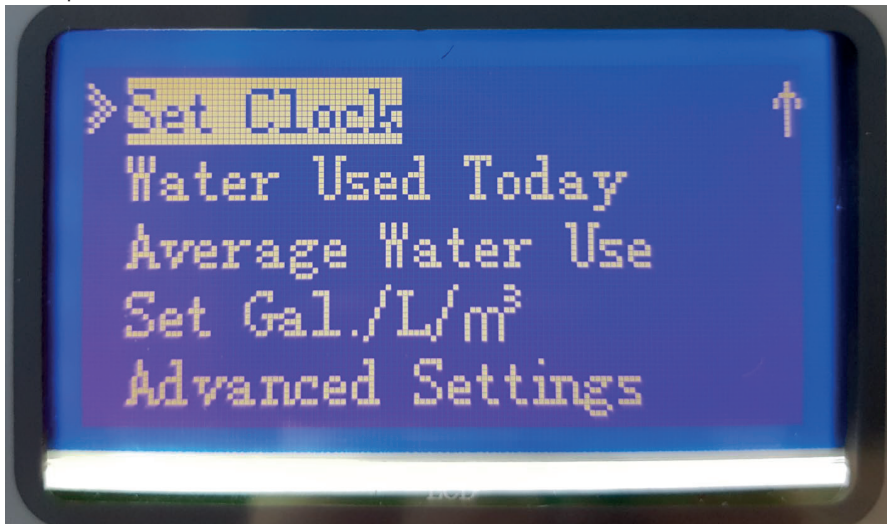 »Set Clock ↑
Water Used Today
Average Water Use
Set Gal./L/m³
Advanced Settings